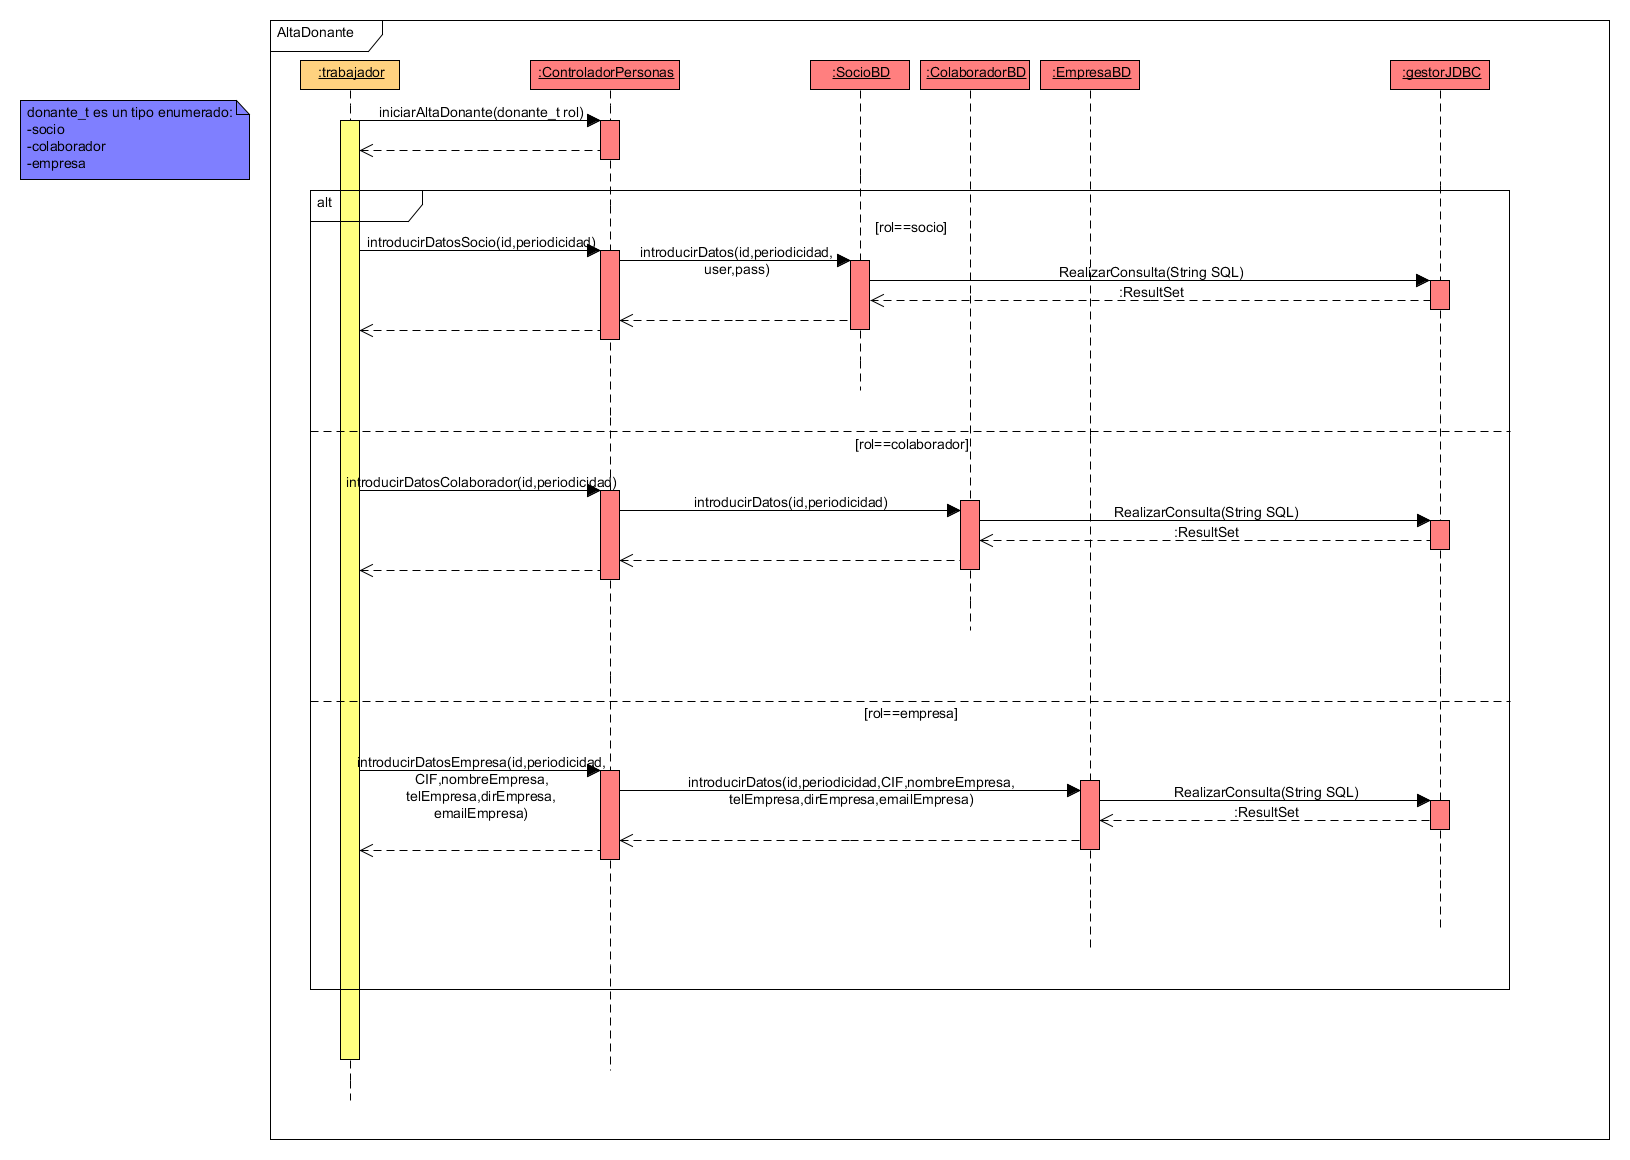 AltaDonante
:trabajador
:ControladorPersonas
:SocioBD
:ColaboradorBD
:EmpresaBD
:gestorJDBC
donante_t es un tipo enumerado:
-socio
-colaborador
-empresa
iniciarAltaDonante(donante_t rol)
alt
[rol==socio]
introducirDatosSocio(id,periodicidad)
introducirDatos(id,periodicidad,
user,pass)
RealizarConsulta(String SQL)
:ResultSet
[rol==colaborador]
introducirDatosColaborador(id,periodicidad)
introducirDatos(id,periodicidad)
RealizarConsulta(String SQL)
:ResultSet
[rol==empresa]
introducirDatosEmpresa(id,periodicidad,
CIF,nombreEmpresa,
telEmpresa,dirEmpresa,
emailEmpresa)
introducirDatos(id,periodicidad,CIF,nombreEmpresa,
telEmpresa,dirEmpresa,emailEmpresa)
RealizarConsulta(String SQL)
:ResultSet